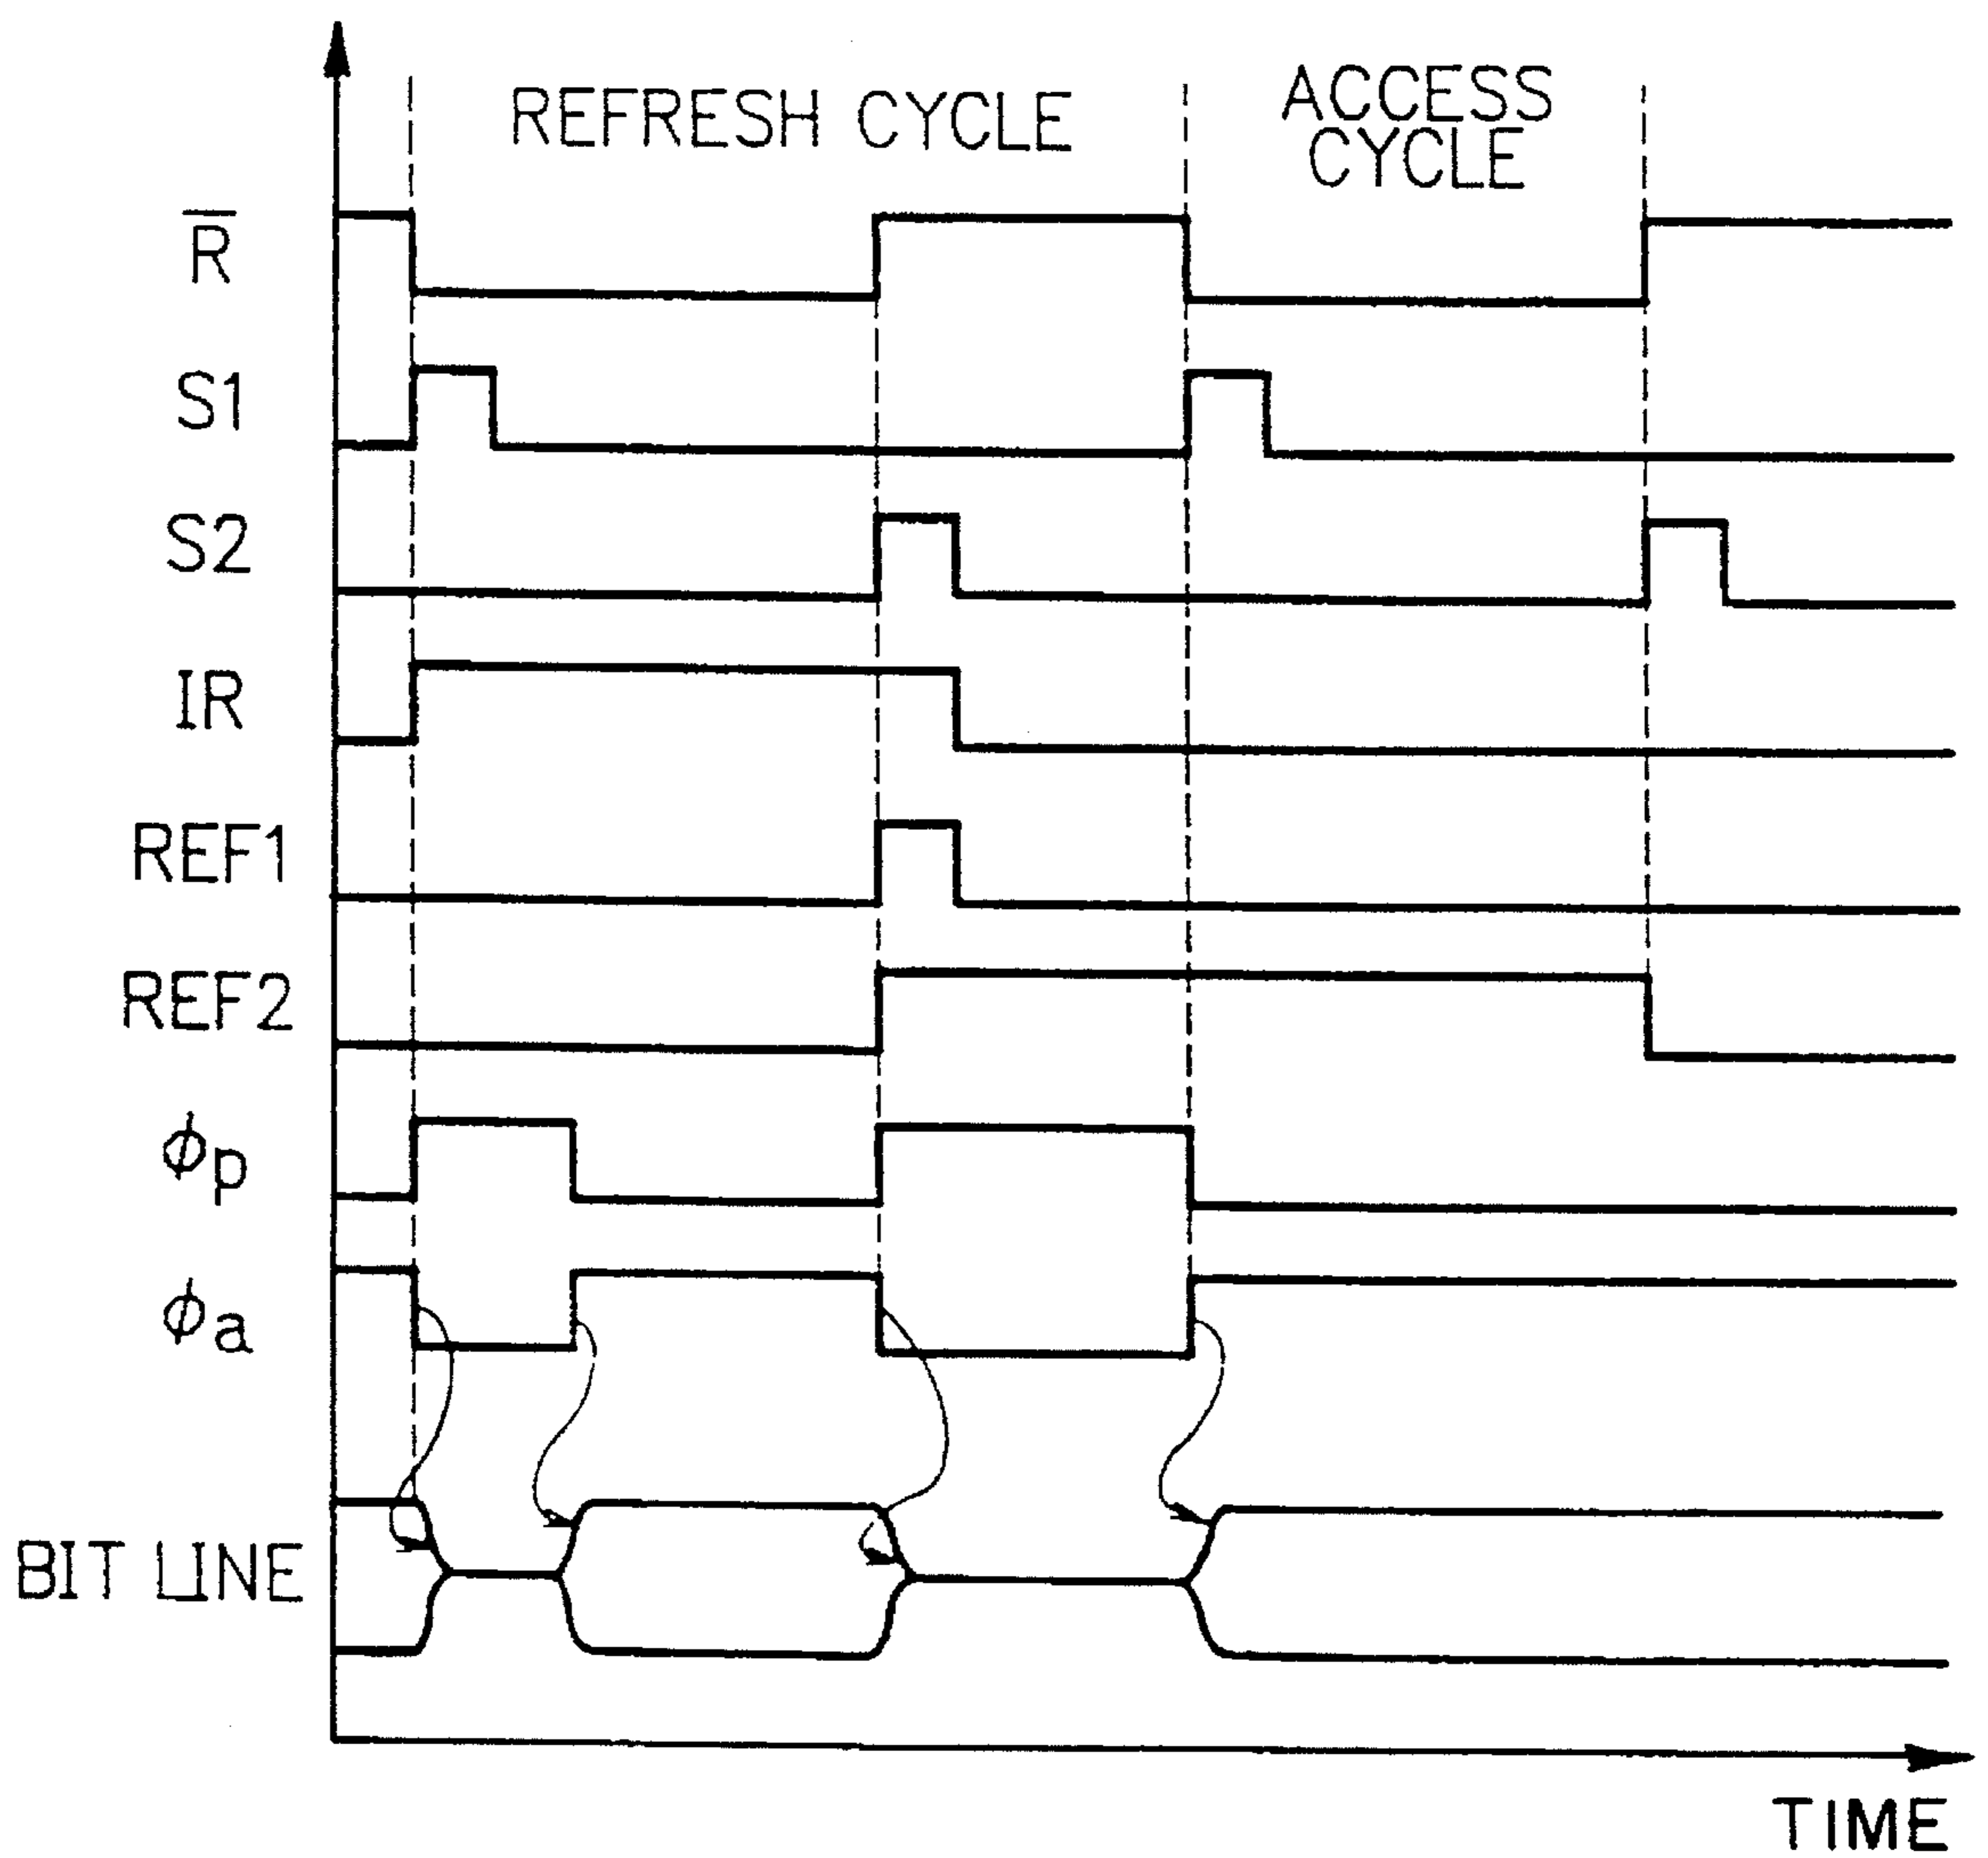 REFRESH CYCLE
ACCESS
CYCLE
R̅
S1
S2
IR
REF1
REF2
ϕp
ϕa
BIT LINE
TIME